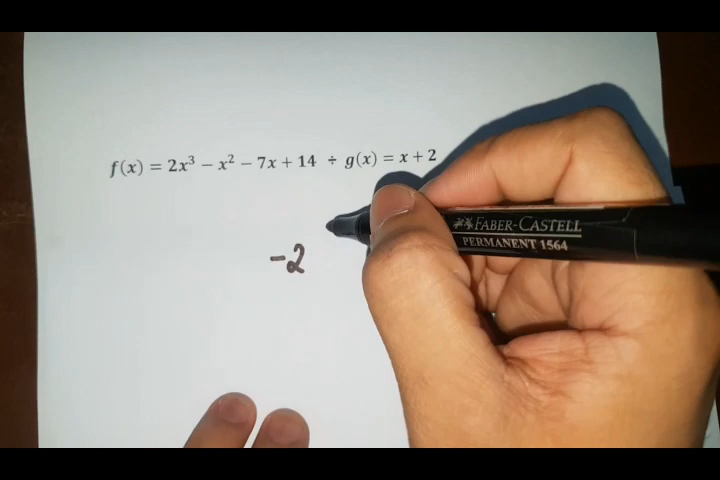 f(x) = 2x³ − x² − 7x + 14 ÷ g(x) = x + 2
-2
FABER-CASTELL
PERMANENT 1564